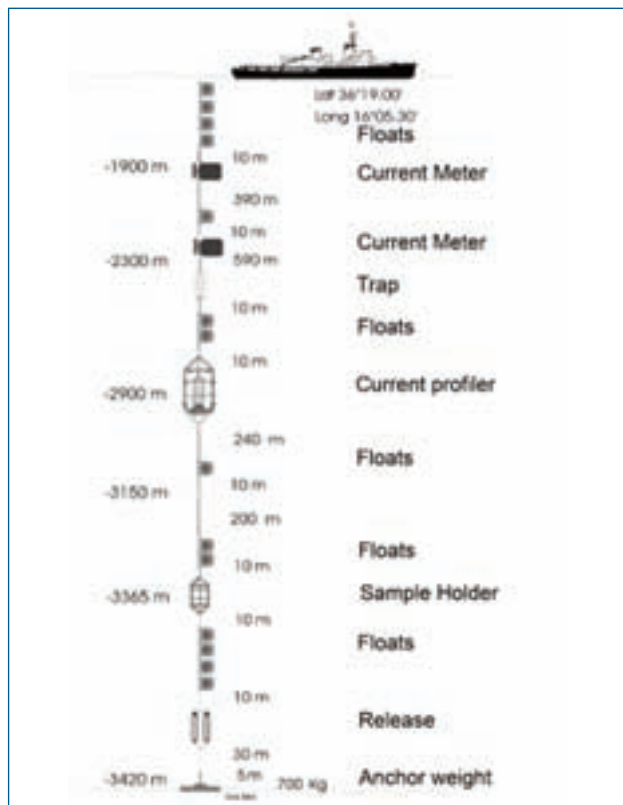 Lat 36°19.00'
Long 16°05.30'
Floats
10 m
-1900 m
Current Meter
390 m
10 m
Current Meter
-2300 m
590 m
Trap
10 m
Floats
10 m
Current profiler
-2900 m
240 m
Floats
10 m
-3150 m
200 m
Floats
10 m
Sample Holder
-3365 m
10 m
Floats
10 m
Release
30 m
-3420 m
5 m
700 Kg
Anchor weight